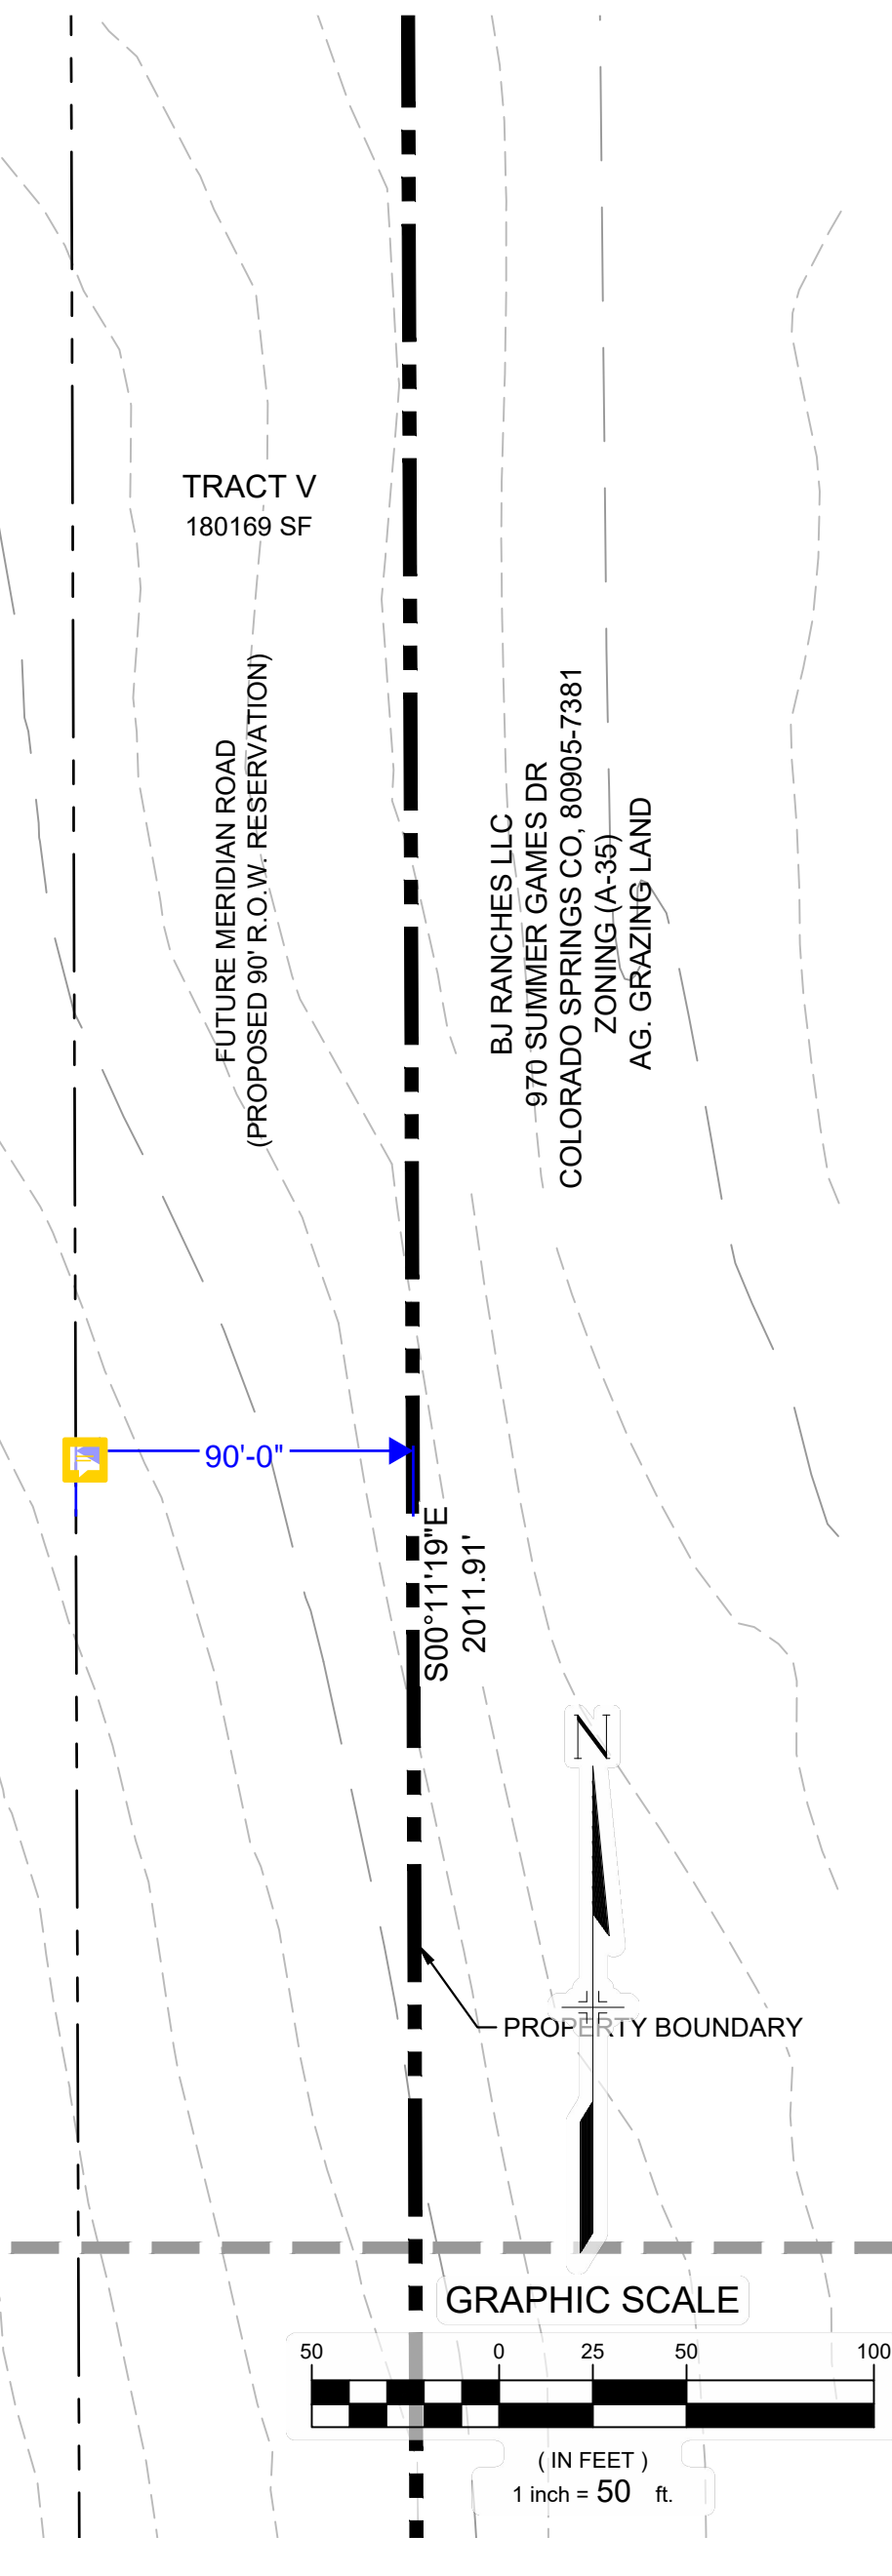 TRACT V
180169 SF
FUTURE MERIDIAN ROAD
(PROPOSED 90' R.O.W. RESERVATION)
BJ RANCHES LLC
970 SUMMER GAMES DR
COLORADO SPRINGS CO, 80905-7381
ZONING (A-35)
AG. GRAZING LAND
90'-0"
S00°11'19"E
2011.91'
N
PROPERTY BOUNDARY
GRAPHIC SCALE
50 0 25 50 100
( IN FEET )
1 inch = 50 ft.